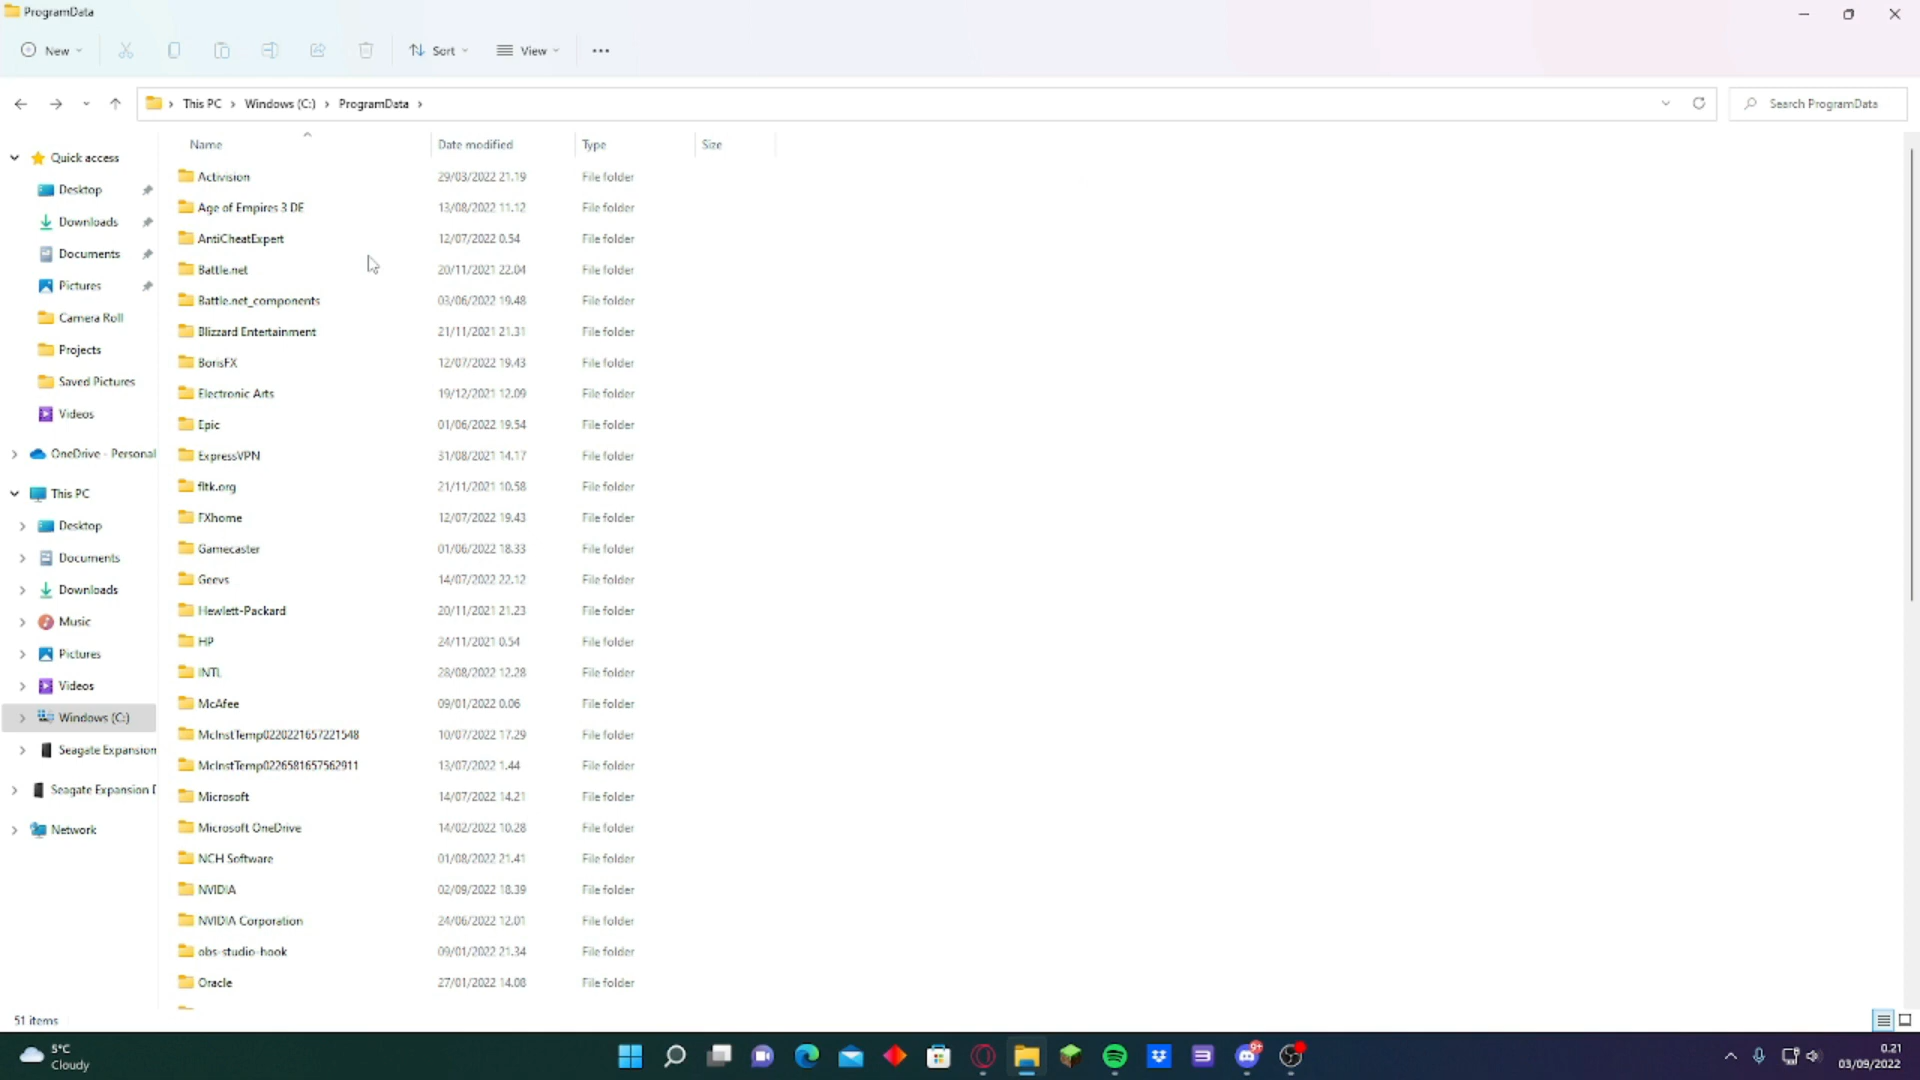 ProgramData
New
Sort
View
This PC
Windows (C:)
ProgramData
Search ProgramData
Name Date modified Type Size
Quick access
Desktop
Downloads
Documents
Pictures
Camera Roll
Projects
Saved Pictures
Videos
OneDrive - Personal
This PC
Desktop
Documents
Downloads
Music
Pictures
Videos
Windows (C:)
Seagate Expansion
Seagate Expansion D
Network
Activision 29/03/2022 21.19 File folder
Age of Empires 3 DE 13/08/2022 11.12 File folder
AntiCheatExpert 12/07/2022 0.54 File folder
Battle.net 20/11/2021 22.04 File folder
Battle.net_components 03/06/2022 19.48 File folder
Blizzard Entertainment 21/11/2021 21.31 File folder
BorisFX 12/07/2022 19.43 File folder
Electronic Arts 19/12/2021 12.09 File folder
Epic 01/06/2022 19.54 File folder
ExpressVPN 31/08/2021 14.17 File folder
fltk.org 21/11/2021 10.58 File folder
FXhome 12/07/2022 19.43 File folder
Gamecaster 01/06/2022 18.33 File folder
Geevs 14/07/2022 22.12 File folder
Hewlett-Packard 20/11/2021 21.23 File folder
HP 24/11/2021 0.54 File folder
INTL 28/08/2022 12.28 File folder
McAfee 09/01/2022 0.06 File folder
McInstTemp0220221657221548 10/07/2022 17.29 File folder
McInstTemp0226581657562911 13/07/2022 1.44 File folder
Microsoft 14/07/2022 14.21 File folder
Microsoft OneDrive 14/02/2022 10.28 File folder
NCH Software 01/08/2022 21.41 File folder
NVIDIA 02/09/2022 18.39 File folder
NVIDIA Corporation 24/06/2022 12.01 File folder
obs-studio-hook 09/01/2022 21.34 File folder
Oracle 27/01/2022 14.08 File folder
51 items
5°C
Cloudy
9+
0.21
03/09/2022